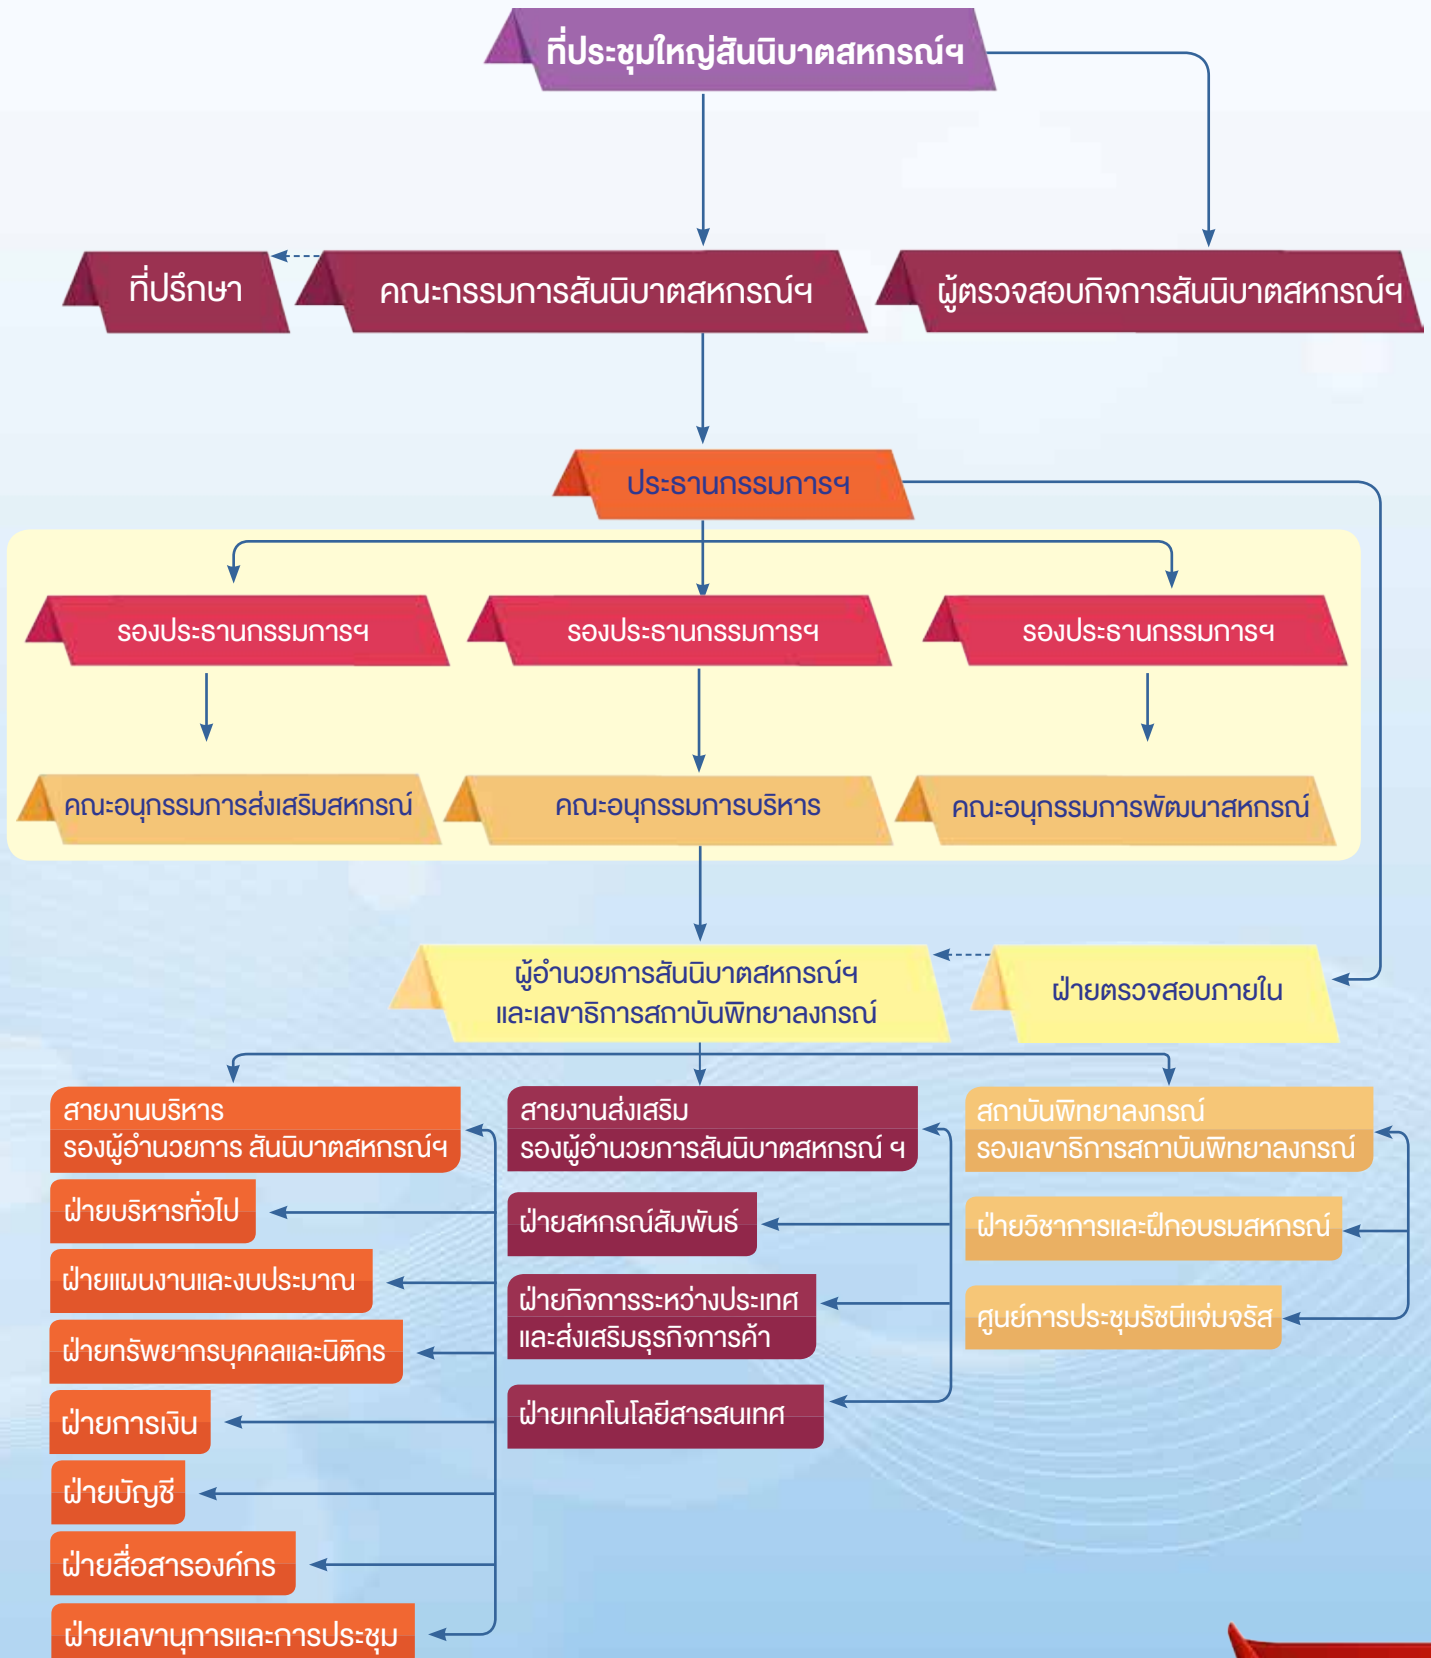 ที่ประชุมใหญ่สันนิบาตสหกรณ์ฯ
ที่ปรึกษา
คณะกรรมการสันนิบาตสหกรณ์ฯ
ผู้ตรวจสอบกิจการสันนิบาตสหกรณ์ฯ
ประธานกรรมการฯ
รองประธานกรรมการฯ
รองประธานกรรมการฯ
รองประธานกรรมการฯ
คณะอนุกรรมการส่งเสริมสหกรณ์
คณะอนุกรรมการบริหาร
คณะอนุกรรมการพัฒนาสหกรณ์
ผู้อำนวยการสันนิบาตสหกรณ์ฯ
และเลขาธิการสถาบันพิทยาลงกรณ์
ฝ่ายตรวจสอบภายใน
สายงานบริหาร
รองผู้อำนวยการ สันนิบาตสหกรณ์ฯ
ฝ่ายบริหารทั่วไป
ฝ่ายแผนงานและงบประมาณ
ฝ่ายทรัพยากรบุคคลและนิติกร
ฝ่ายการเงิน
ฝ่ายบัญชี
ฝ่ายสื่อสารองค์กร
ฝ่ายเลขานุการและการประชุม
สายงานส่งเสริม
รองผู้อำนวยการสันนิบาตสหกรณ์ ฯ
ฝ่ายสหกรณ์สัมพันธ์
ฝ่ายกิจการระหว่างประเทศ
และส่งเสริมธุรกิจการค้า
ฝ่ายเทคโนโลยีสารสนเทศ
สถาบันพิทยาลงกรณ์
รองเลขาธิการสถาบันพิทยาลงกรณ์
ฝ่ายวิชาการและฝึกอบรมสหกรณ์
ศูนย์การประชุมรัชนีแจ่มจรัส